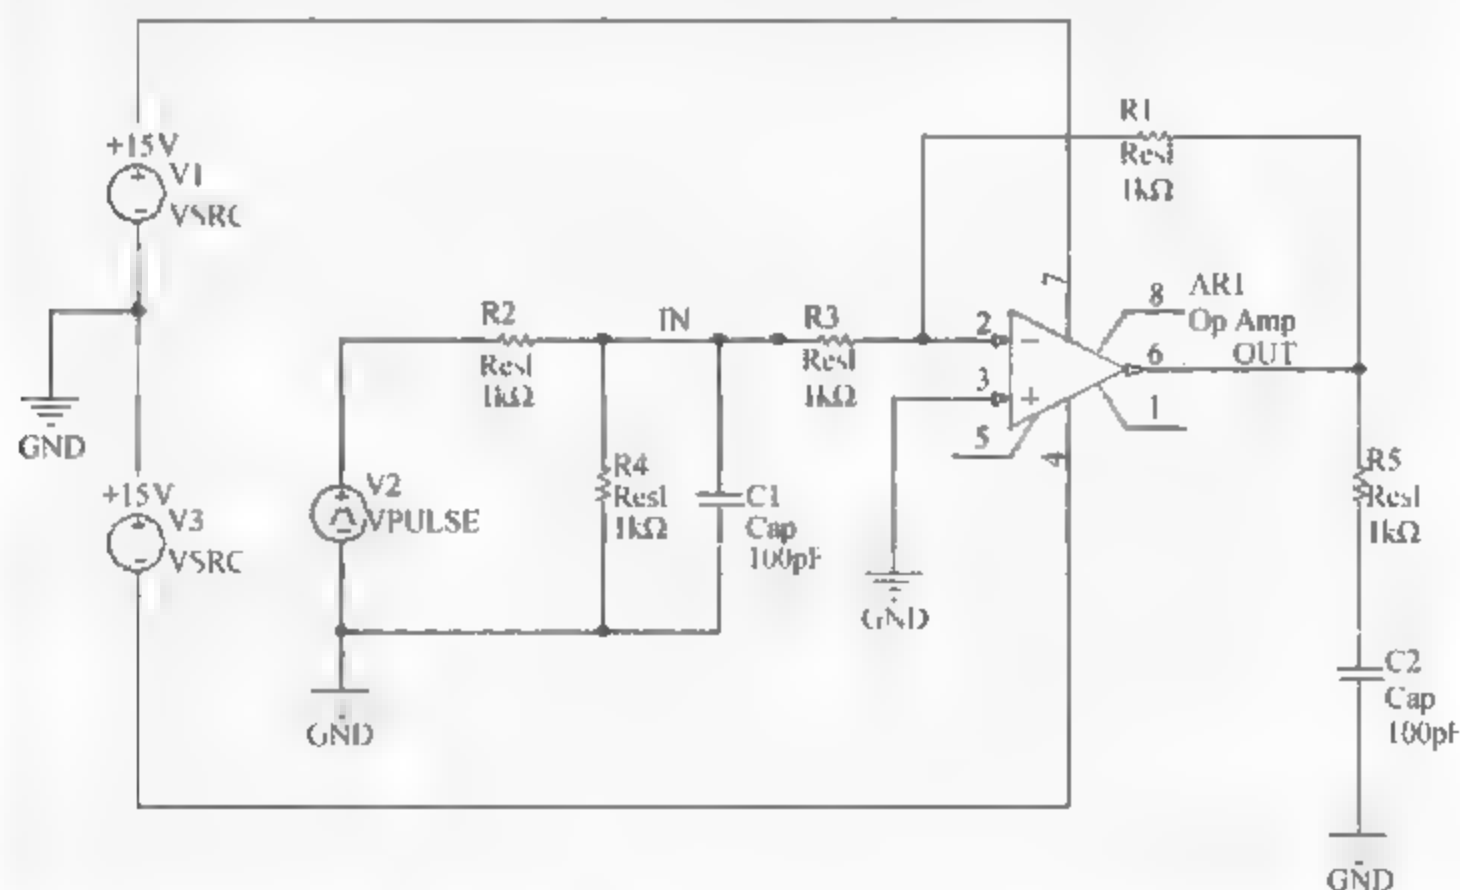 R1
Res1
1kΩ
+15V
V1
VSRC
7
8
AR1
Op Amp
R2
IN
R3
2
-
6
OUT
Res1
1kΩ
Res1
1kΩ
3
+
1
5
4
GND
R4
Res1
1kΩ
C1
Cap
100pF
R5
Res1
1kΩ
+15V
V3
VSRC
V2
VPULSE
GND
C2
Cap
100pF
GND
GND